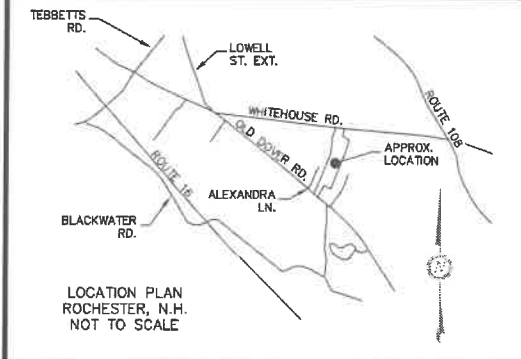 TEBBETTS
RD.
LOWELL
ST. EXT.
WHITEHOUSE RD.
ROUTE 108
OLD DOVER RD.
APPROX.
LOCATION
ROUTE 16
ALEXANDRA
LN.
BLACKWATER
RD.
LOCATION PLAN
ROCHESTER, N.H.
NOT TO SCALE
N